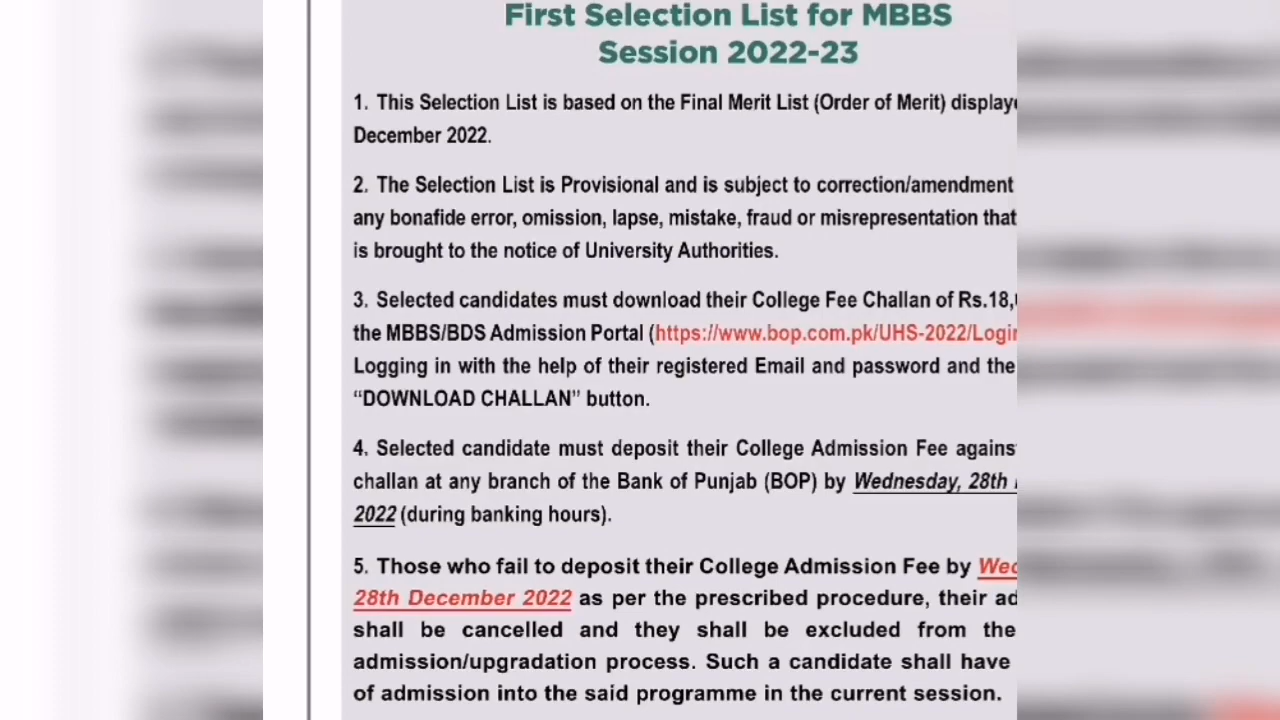 First Selection List for MBBS
Session 2022-23
1. This Selection List is based on the Final Merit List (Order of Merit)
December 2022.
2. The Selection List is Provisional and is subject to correction/amendment
any bonafide error, omission, lapse, mistake, fraud or misrepresentation that
is brought to the notice of University Authorities.
3. Selected candidates must download their College Fee Challan of Rs.18,
the MBBS/BDS Admission Portal (https://www.bop.com.pk/UHS-2022/Login
Logging in with the help of their registered Email and password and the
“DOWNLOAD CHALLAN” button.
4. Selected candidate must deposit their College Admission Fee agains
challan at any branch of the Bank of Punjab (BOP) by Wednesday, 28th
2022 (during banking hours).
5. Those who fail to deposit their College Admission Fee by Wed
28th December 2022 as per the prescribed procedure, their ad
shall be cancelled and they shall be excluded from the
admission/upgradation process. Such a candidate shall have
of admission into the said programme in the current session.